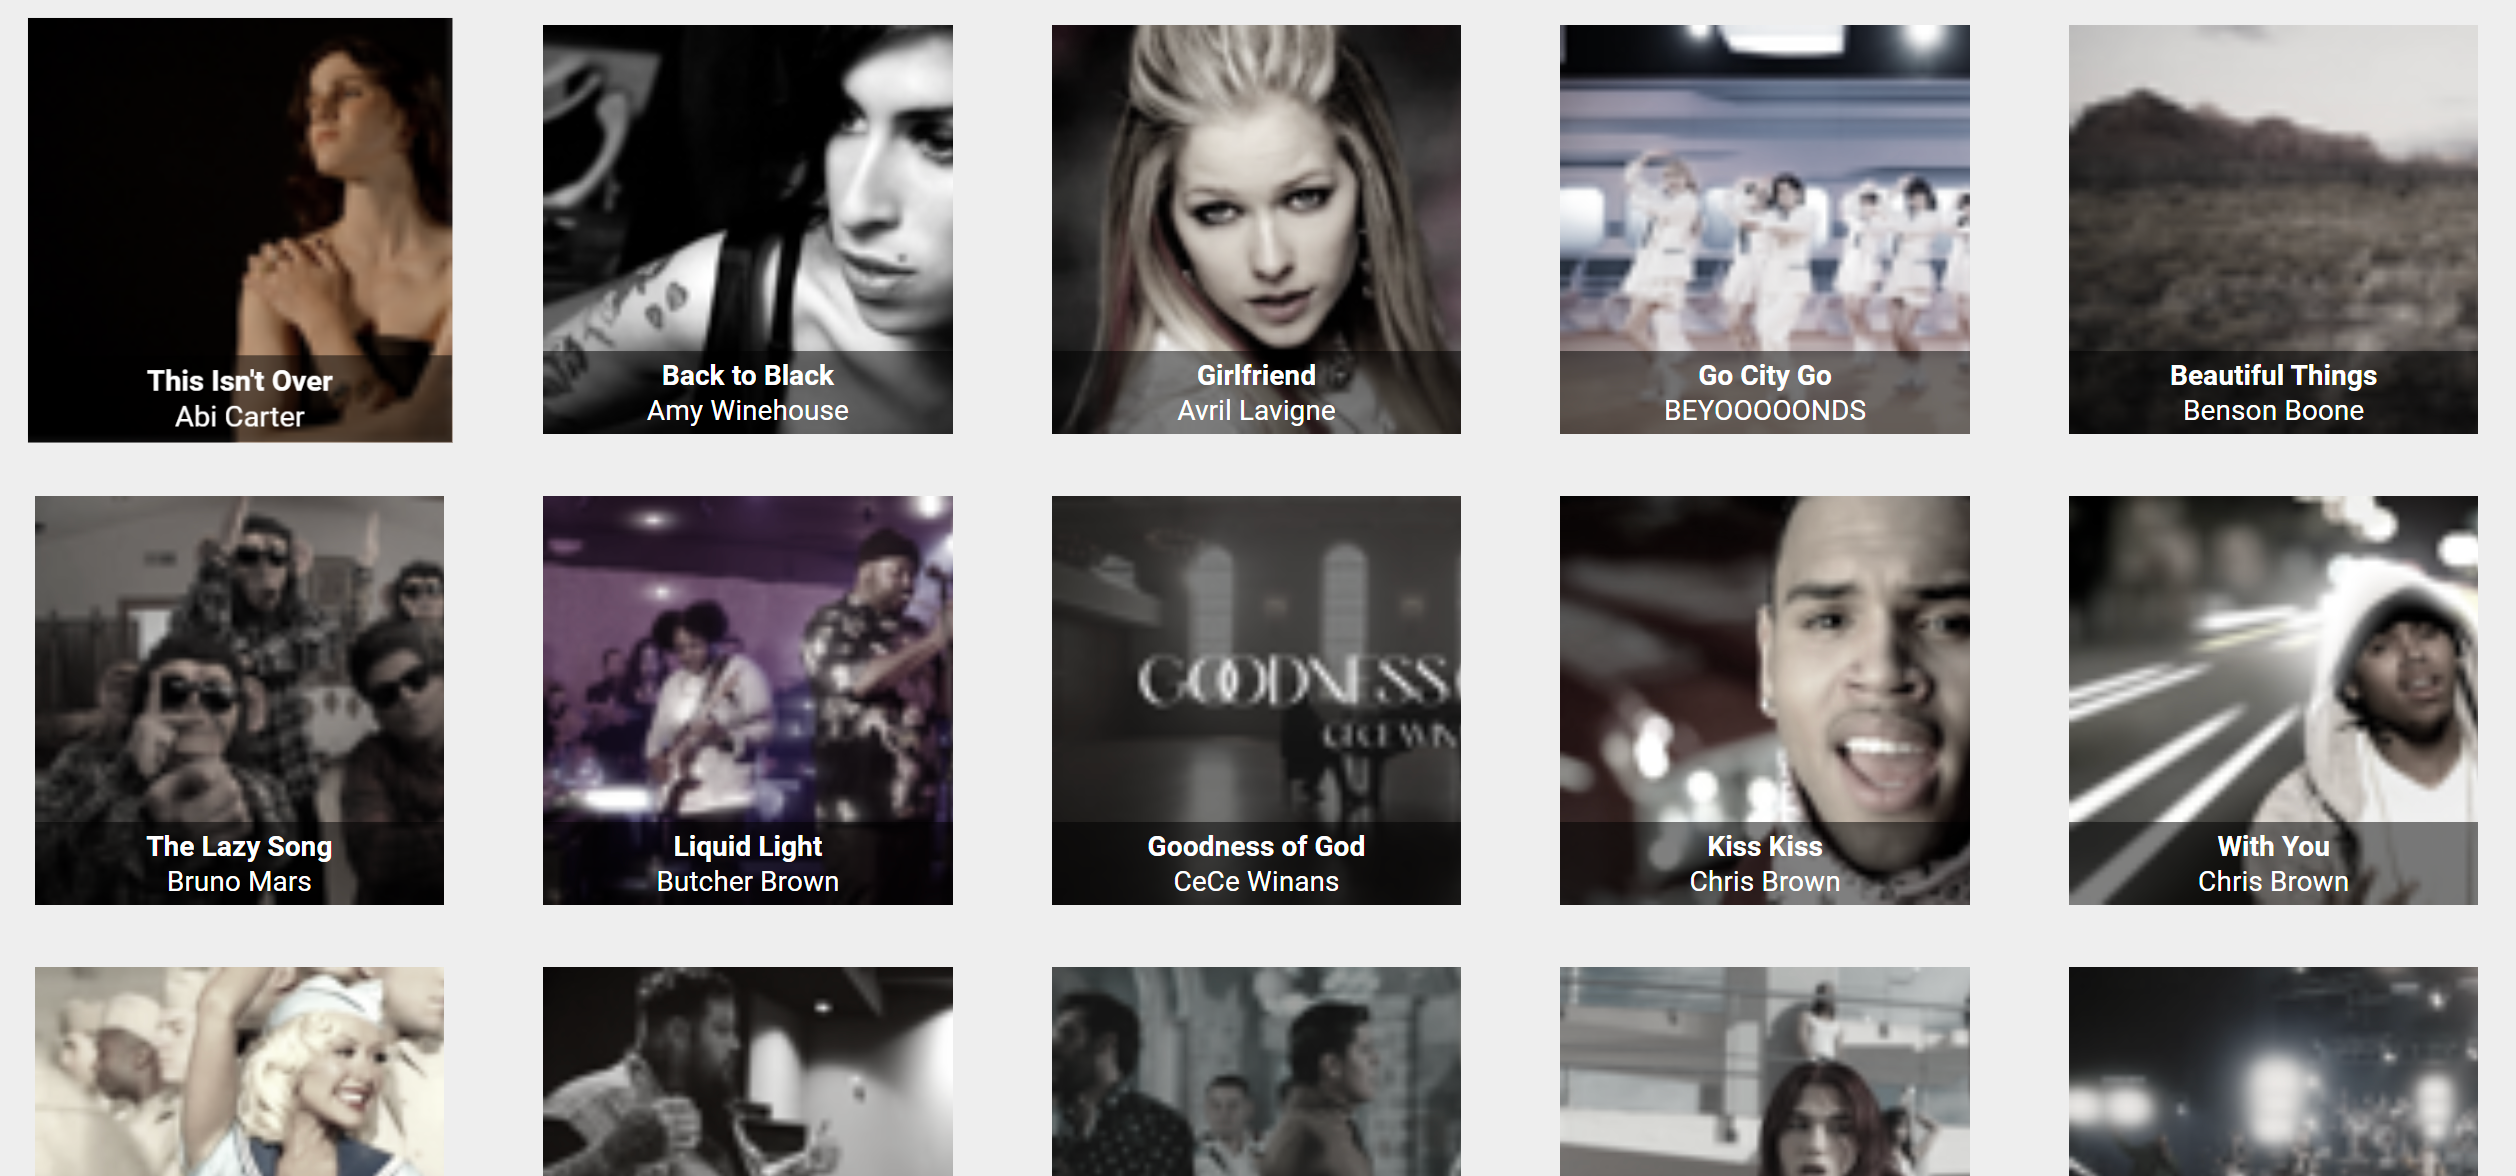 This Isn't Over
Abi Carter
Back to Black
Amy Winehouse
Girlfriend
Avril Lavigne
Go City Go
BEYOOOOONDS
Beautiful Things
Benson Boone
GOODNESS
CECE WIN
The Lazy Song
Bruno Mars
Liquid Light
Butcher Brown
Goodness of God
CeCe Winans
Kiss Kiss
Chris Brown
With You
Chris Brown